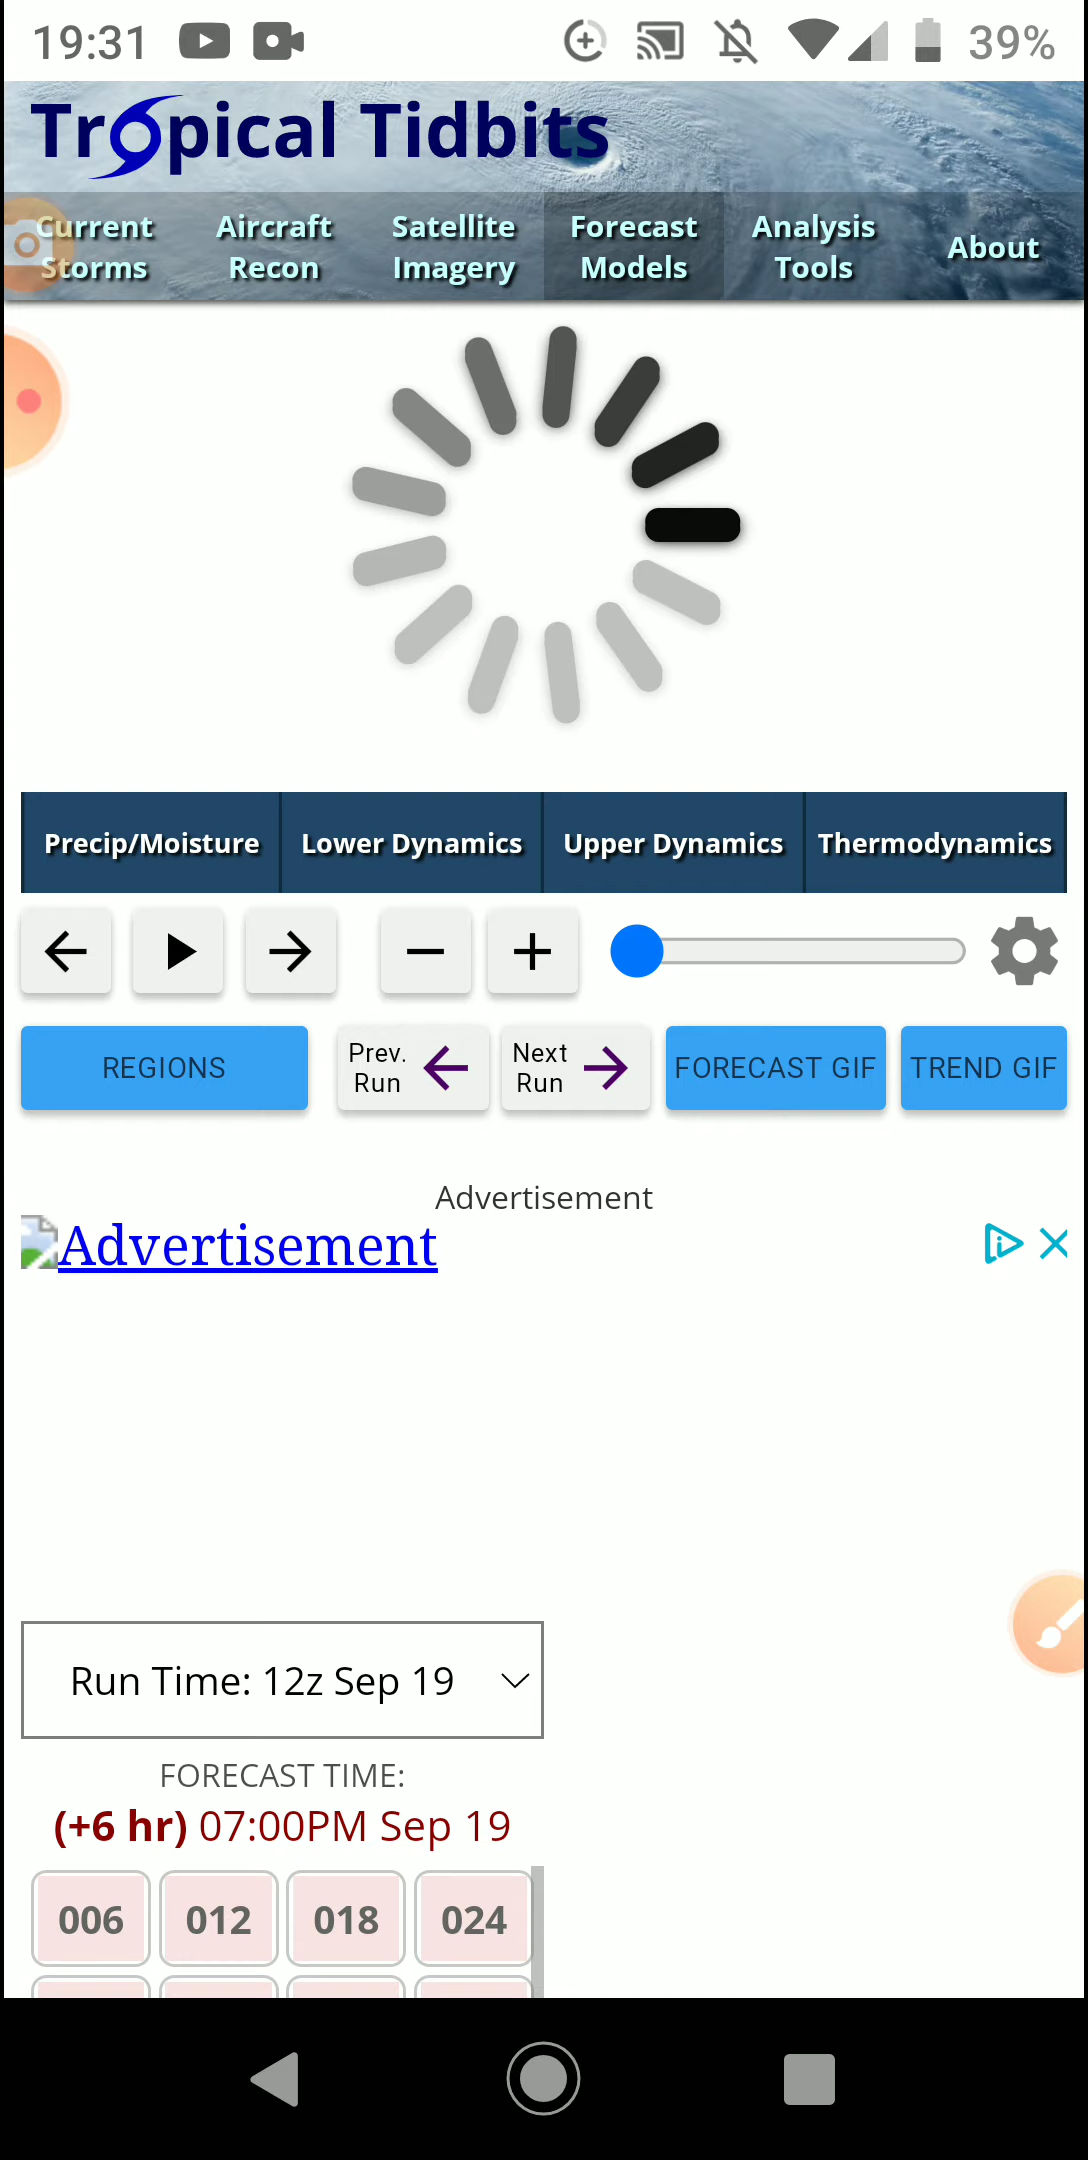 19:31
39%
Tropical Tidbits
Current Storms
Aircraft Recon
Satellite Imagery
Forecast Models
Analysis Tools
About
Precip/Moisture
Lower Dynamics
Upper Dynamics
Thermodynamics
REGIONS
Prev. Run
Next Run
FORECAST GIF
TREND GIF
Advertisement
Advertisement
Run Time: 12z Sep 19
FORECAST TIME:
(+6 hr) 07:00PM Sep 19
006
012
018
024